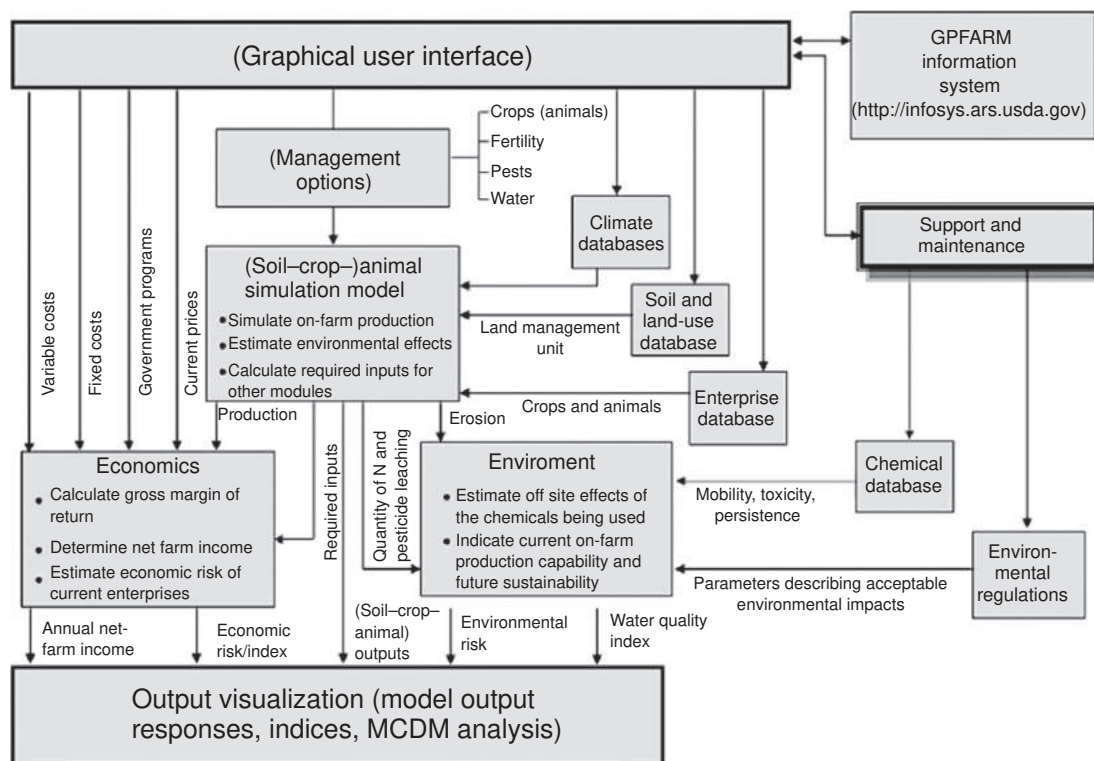 (Graphical user interface)
GPFARM
information
system
(http://infosys.ars.usda.gov)
(Management
options)
Crops (animals)
Fertility
Pests
Water
Climate
databases
Support and
maintenance
(Soil–crop–)animal
simulation model
• Simulate on-farm production
• Estimate environmental effects
• Calculate required inputs for
other modules
Land management
unit
Soil and
land-use
database
Variable costs
Fixed costs
Government programs
Current prices
Production
Crops and animals
Enterprise
database
Erosion
Required inputs
Quantity of N and
pesticide leaching
Economics
• Calculate gross margin of
return
• Determine net farm income
• Estimate economic risk of
current enterprises
Enviroment
• Estimate off site effects of
the chemicals being used
• Indicate current on-farm
production capability and
future sustainability
Mobility, toxicity,
persistence
Chemical
database
Parameters describing acceptable
environmental impacts
Environ-
mental
regulations
Annual net-
farm income
Economic
risk/index
(Soil–crop–
animal)
outputs
Environmental
risk
Water quality
index
Output visualization (model output
responses, indices, MCDM analysis)